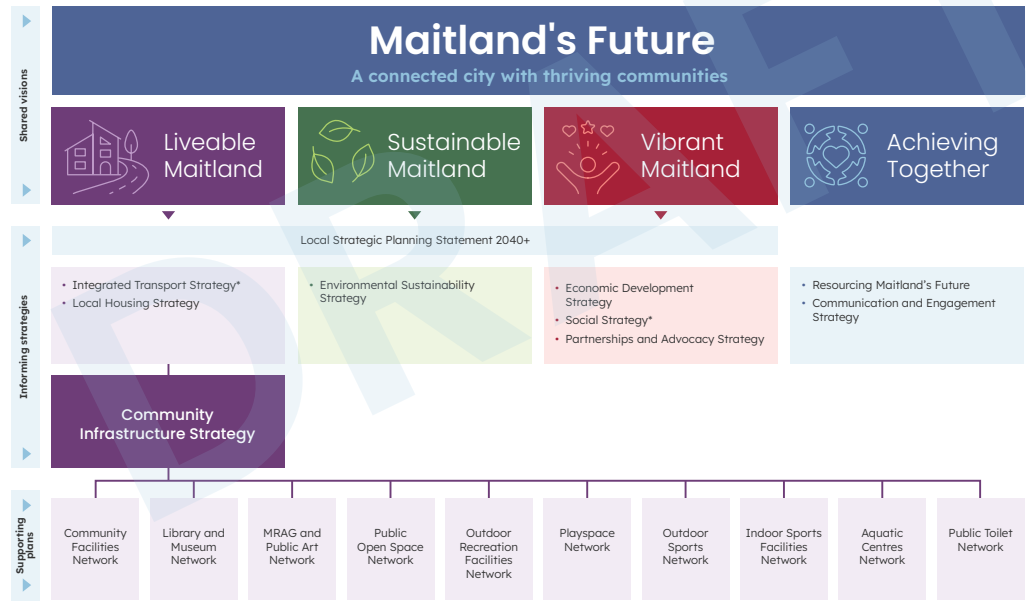 Maitland's Future
A connected city with thriving communities
Shared visions
Liveable
Maitland
Sustainable
Maitland
Vibrant
Maitland
Achieving
Together
Informing strategies
Local Strategic Planning Statement 2040+
• Integrated Transport Strategy*
• Local Housing Strategy
• Environmental Sustainability
Strategy
• Economic Development
Strategy
• Social Strategy*
• Partnerships and Advocacy Strategy
• Resourcing Maitland's Future
• Communication and Engagement
Strategy
Community
Infrastructure Strategy
Supporting
plans
Community
Facilities
Network
Library and
Museum
Network
MRAG and
Public Art
Network
Public
Open Space
Network
Outdoor
Recreation
Facilities
Network
Playspace
Network
Outdoor
Sports
Network
Indoor Sports
Facilities
Network
Aquatic
Centres
Network
Public Toilet
Network
DRAFT